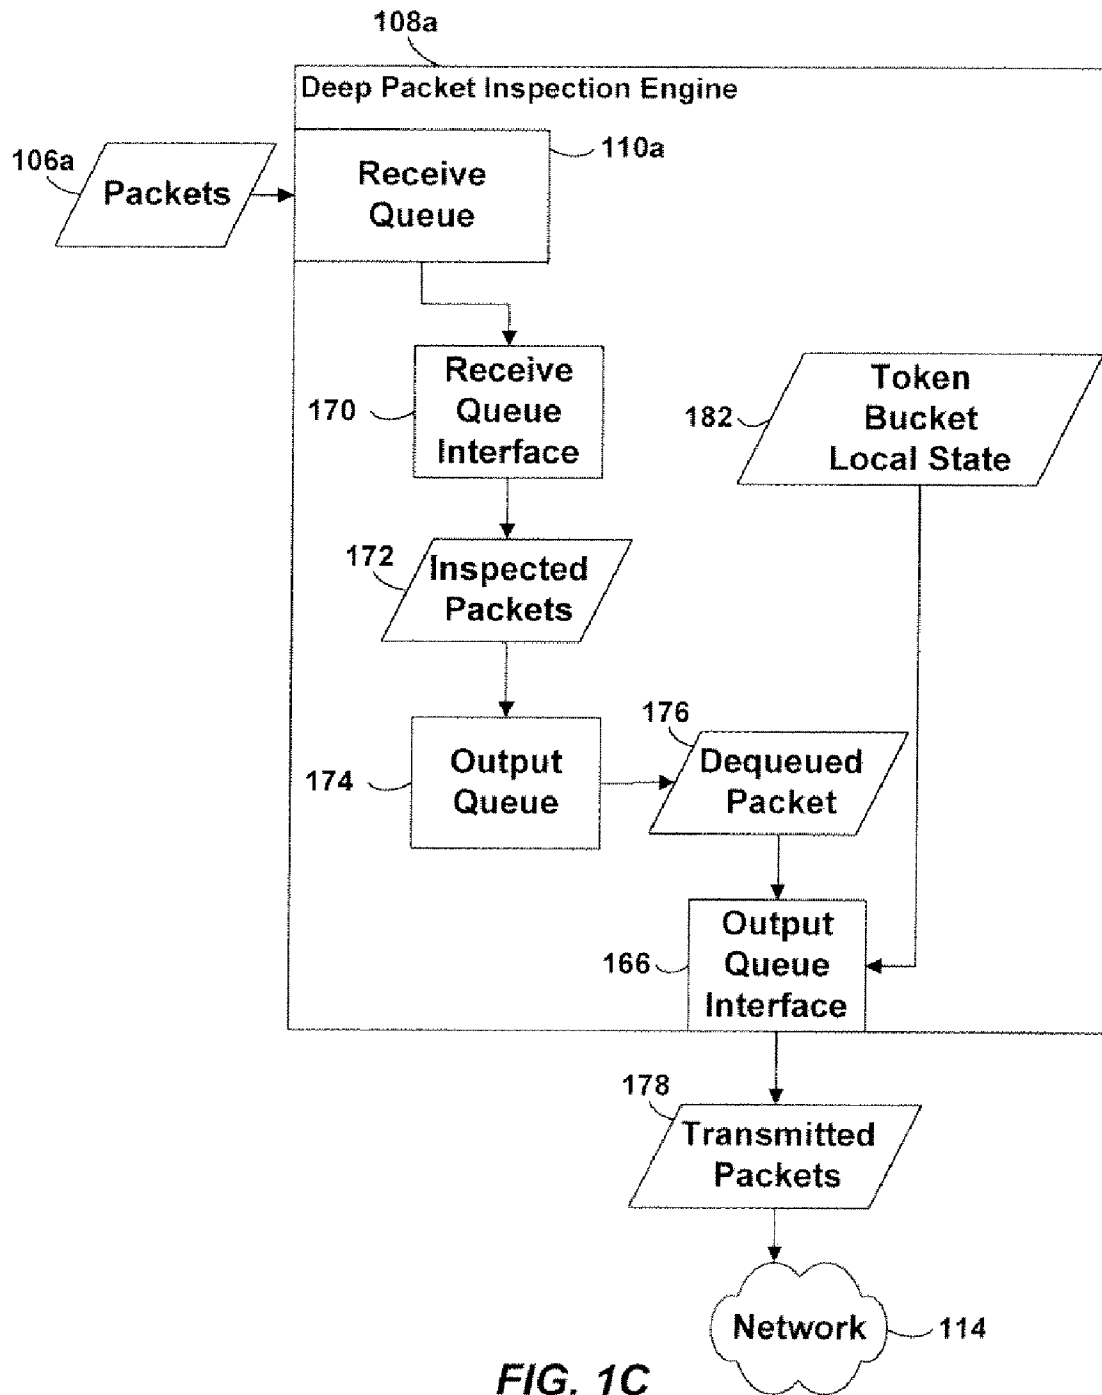 108a
Deep Packet Inspection Engine
106a
Packets
110a
Receive
Queue
170
Receive
Queue
Interface
182
Token
Bucket
Local State
172
Inspected
Packets
174
Output
Queue
176
Dequeued
Packet
166
Output
Queue
Interface
178
Transmitted
Packets
Network
114
FIG. 1C